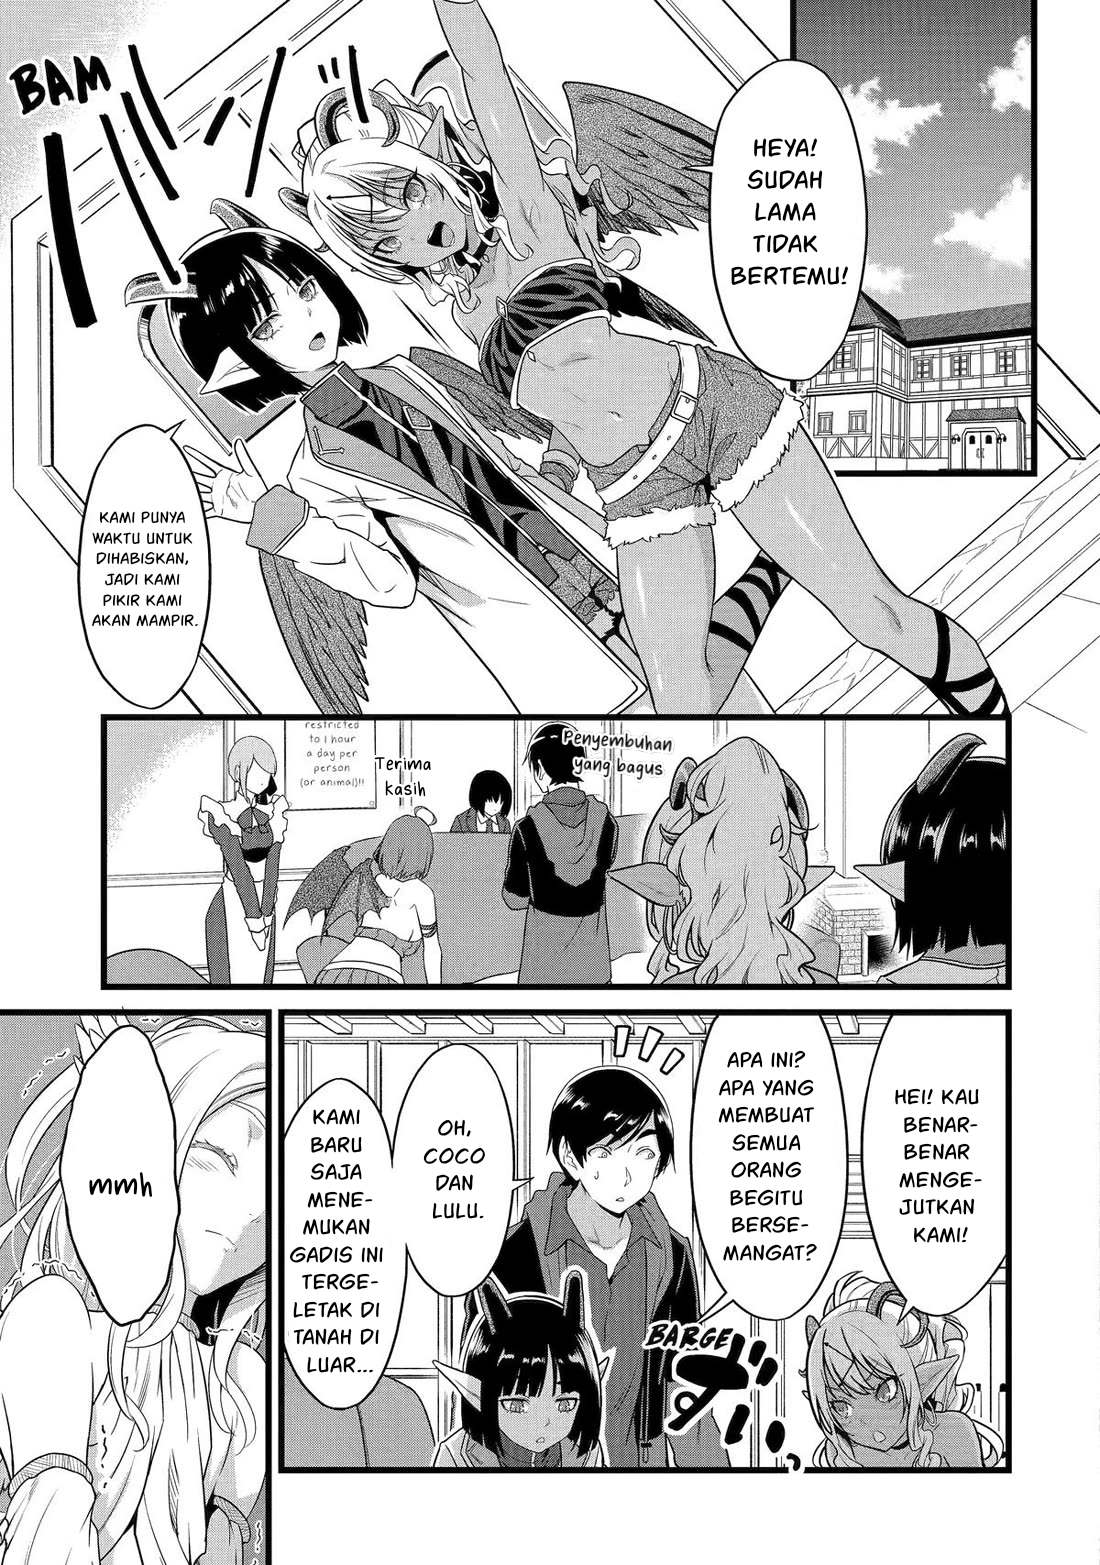 HEYA!
SUDAH
LAMA
TIDAK
BERTEMU!
BAM
KAMI PUNYA
WAKTU UNTUK
DIHABISKAN,
JADI KAMI
PIKIR KAMI
AKAN MAMPIR.
Penyembuhan
yang bagus
Terima
kasih
restricted
to 1 hour
a day per
person
(or animal)!!!
HEI! KAU
BENAR-
BENAR
MENGE-
JUTKAN
KAMI!
APA INI?
APA YANG
MEMBUAT
SEMUA
ORANG
BEGITU
BERSE-
MANGAT?
BARGE
ずいっ
OH,
COCO
DAN
LULU.
KAMI
BARU
SAJA
MENE-
MUKAN
GADIS INI
TERGE-
LETAK DI
TANAH DI
LUAR...
mmh